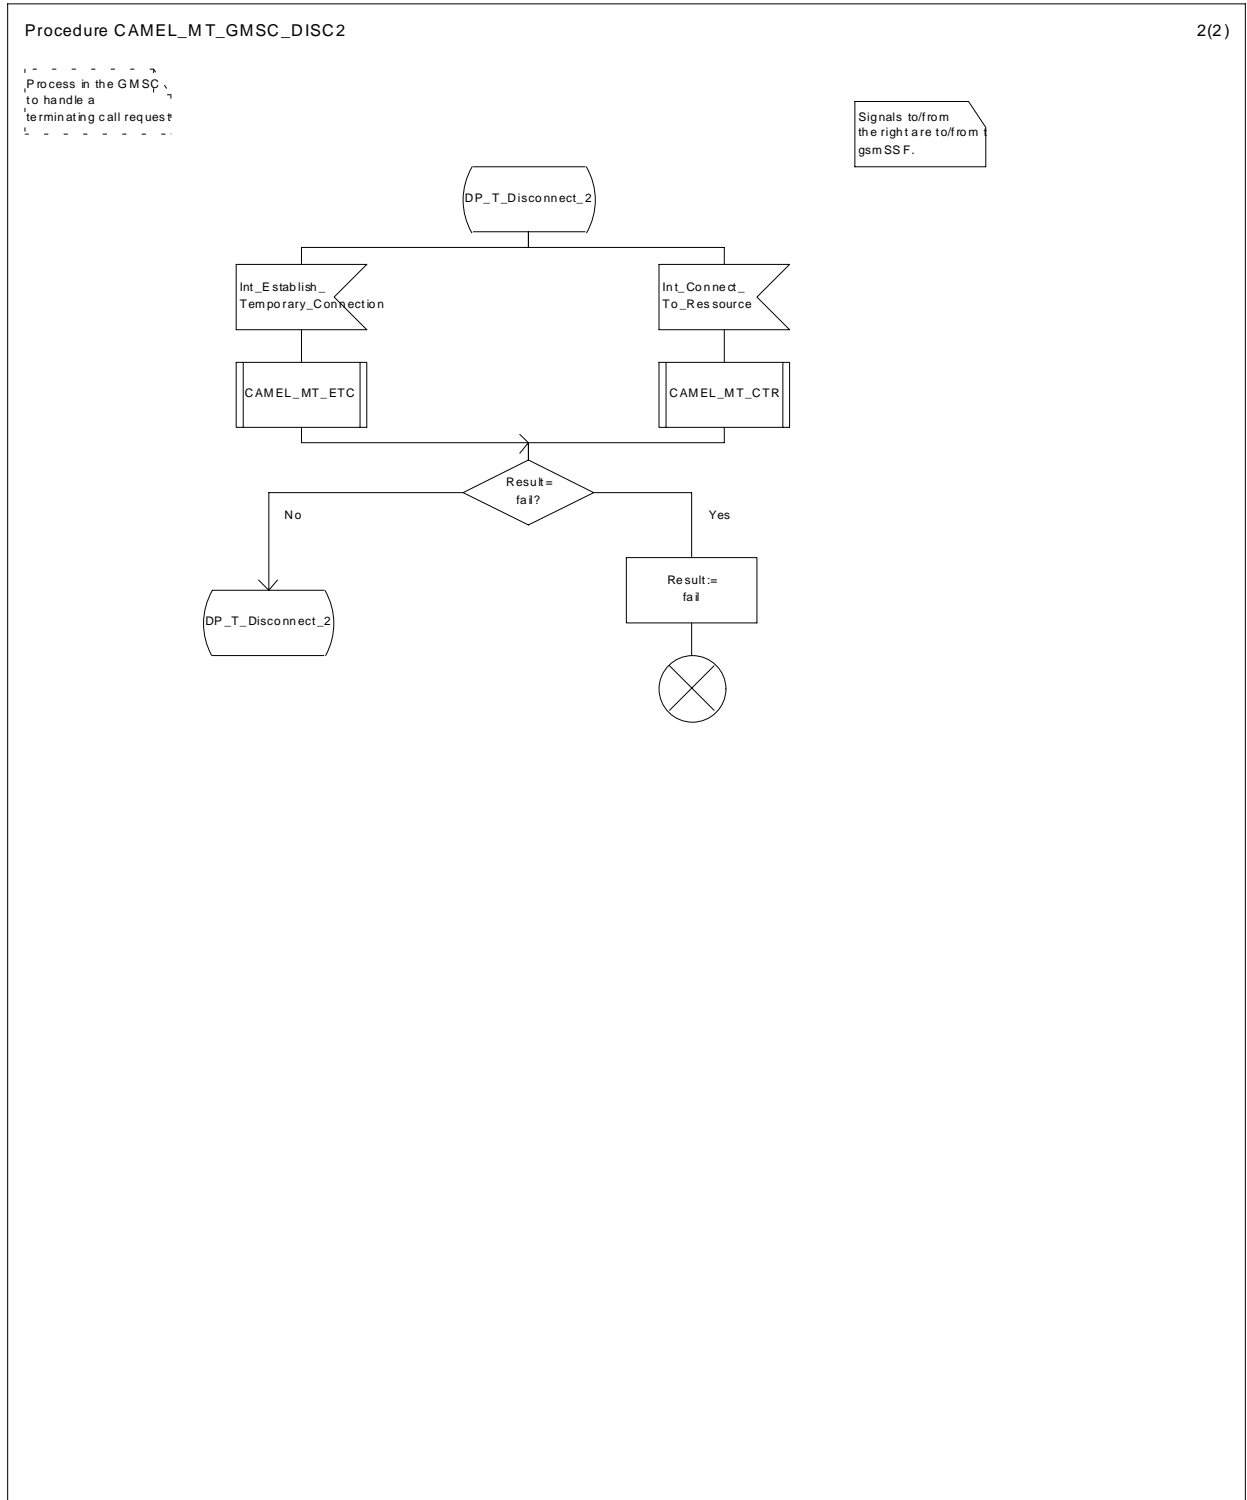 Procedure CAMEL_MT_GMSC_DISC2
2(2)
Process in the GMSC
to handle a
terminating call request
Signals to/from
the right are to/from t
gsmSSF.
DP_T_Disconnect_2
Int_Establish_
Temporary_Connection
Int_Connect_
To_Ressource
CAMEL_MT_ETC
CAMEL_MT_CTR
Result=
fail?
No
Yes
Result:=
fail
DP_T_Disconnect_2